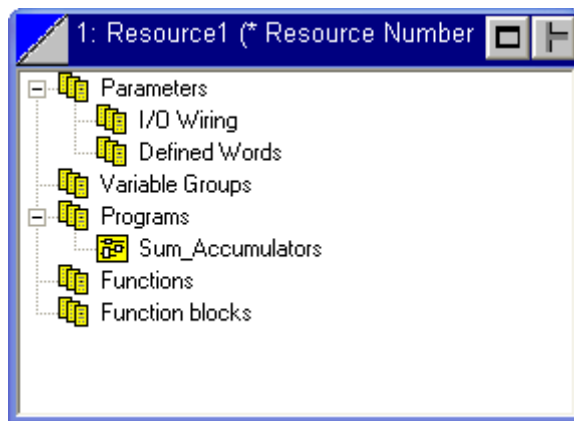 1: Resource1 (* Resource Number
Parameters
I/O Wiring
Defined Words
Variable Groups
Programs
Sum_Accumulators
Functions
Function blocks